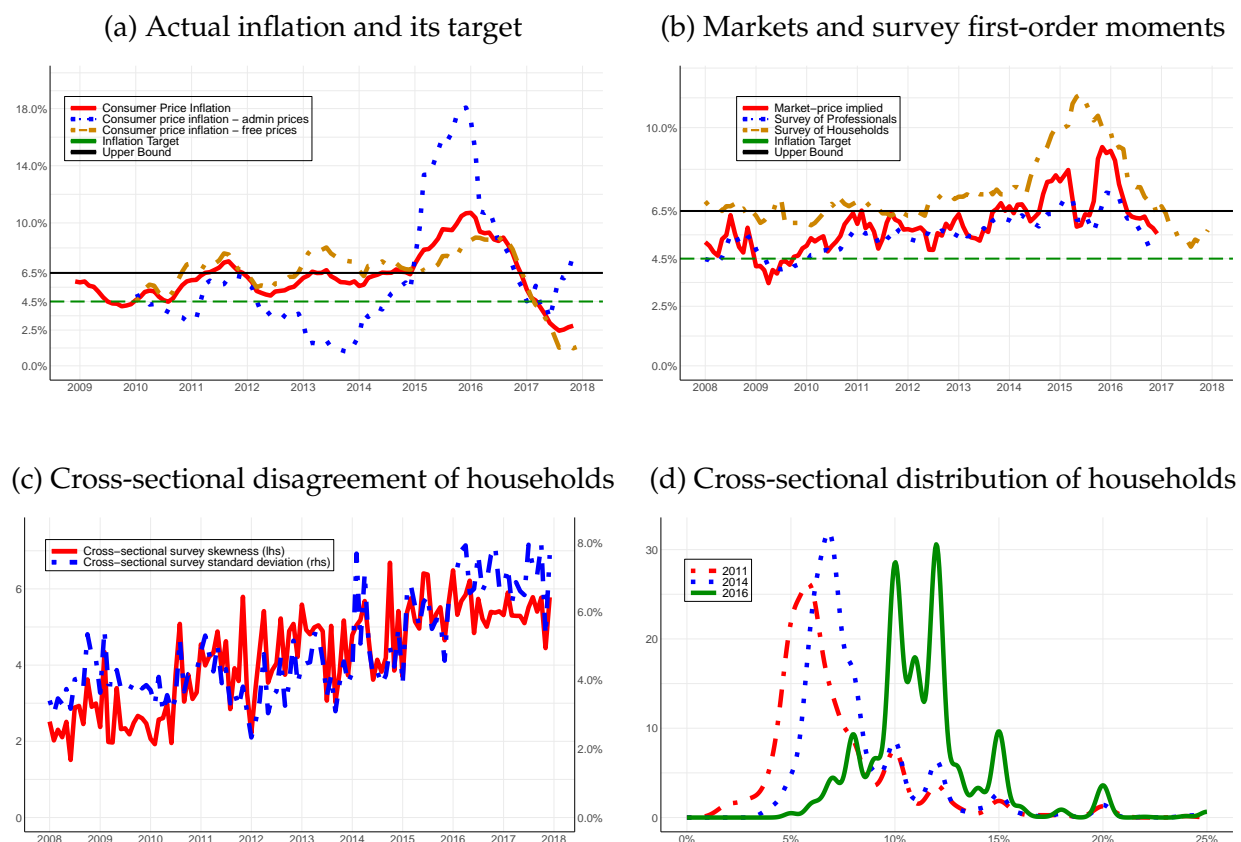 (a) Actual inflation and its target
18.0%
14.0%
10.0%
6.5%
4.5%
2.5%
0.0%
Consumer Price Inflation
Consumer price inflation − admin prices
Consumer price inflation − free prices
Inflation Target
Upper Bound
2009 2010 2011 2012 2013 2014 2015 2016 2017 2018
(b) Markets and survey first-order moments
10.0%
6.5%
4.5%
2.5%
0.0%
Market−price implied
Survey of Professionals
Survey of Households
Inflation Target
Upper Bound
2008 2009 2010 2011 2012 2013 2014 2015 2016 2017 2018
(c) Cross-sectional disagreement of households
6
4
2
0
Cross−sectional survey skewness (lhs)
Cross−sectional survey standard deviation (rhs)
8.0%
6.0%
4.0%
2.0%
0.0%
2008 2009 2010 2011 2012 2013 2014 2015 2016 2017 2018
(d) Cross-sectional distribution of households
30
20
10
0
2011
2014
2016
0% 5% 10% 15% 20% 25%